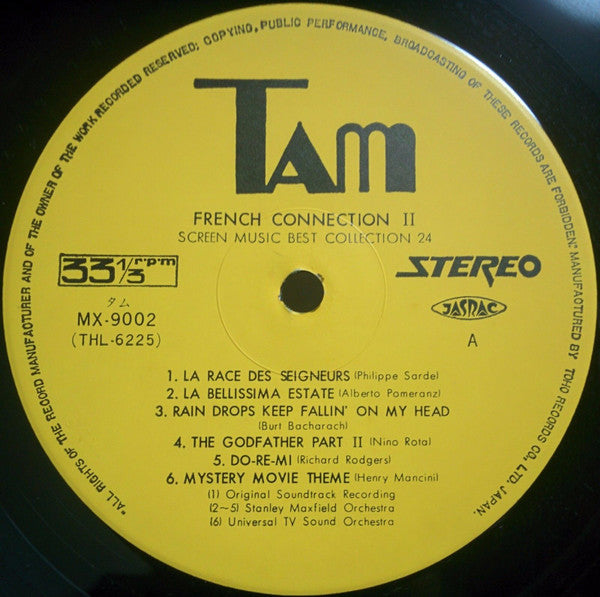 "ALL RIGHTS OF THE RECORD MANUFACTURER AND OF THE OWNER OF THE WORK RECORDED RESERVED; COPYING, PUBLIC PERFORMANCE, BROADCASTING OF THESE RECORDS ARE FORBIDDEN." MANUFACTURED BY TOHO RECORDS CO., LTD. JAPAN.
TAM
FRENCH CONNECTION II
SCREEN MUSIC BEST COLLECTION 24
33 1/3 rpm
STEREO
タム
MX-9002
(THL-6225)
JASRAC
A
1. LA RACE DES SEIGNEURS (Philippe Sarde)
2. LA BELLISSIMA ESTATE (Alberto Pomeranz)
3. RAIN DROPS KEEP FALLIN' ON MY HEAD
(Burt Bacharach)
4. THE GODFATHER PART II (Nino Rota)
5. DO-RE-MI (Richard Rodgers)
6. MYSTERY MOVIE THEME (Henry Mancini)
(1) Original Soundtrack Recording
(2~5) Stanley Maxfield Orchestra
(6) Universal TV Sound Orchestra